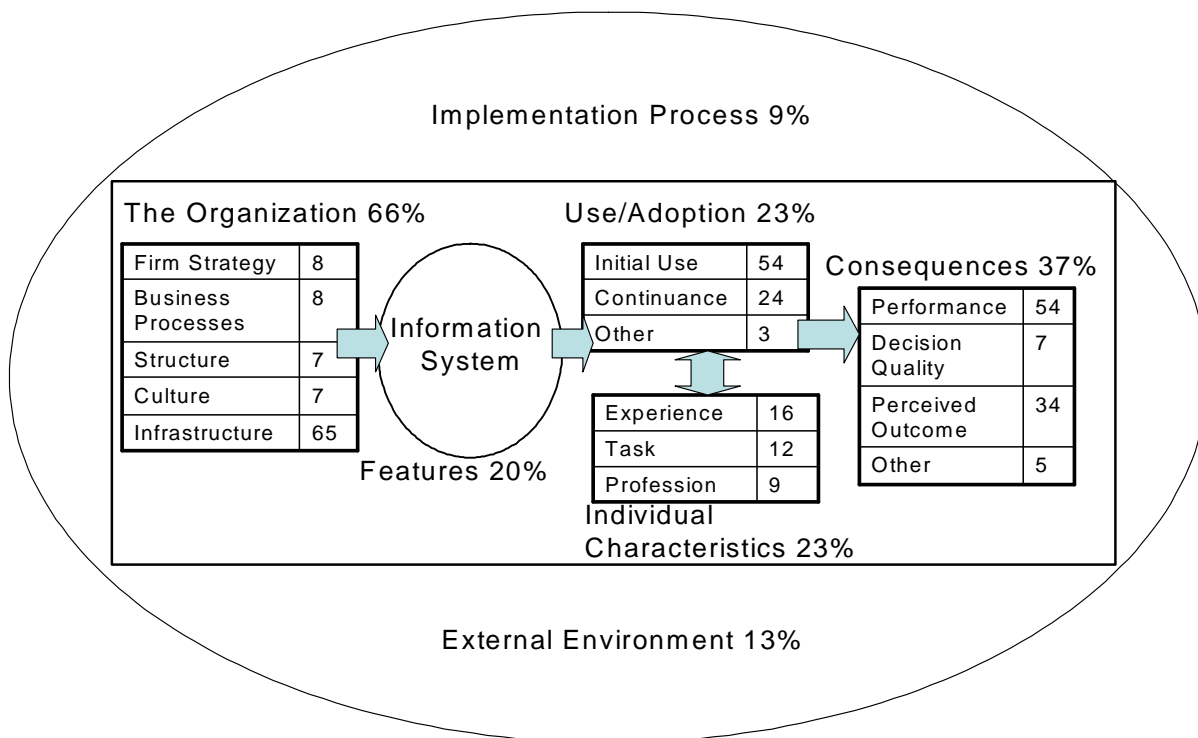 Implementation Process 9%
The Organization 66%
Firm Strategy 8
Business
Processes 8
Structure 7
Culture 7
Infrastructure 65
Information
System
Features 20%
Use/Adoption 23%
Initial Use 54
Continuance 24
Other 3
Experience 16
Task 12
Profession 9
Individual
Characteristics 23%
Consequences 37%
Performance 54
Decision 7
Quality
Perceived 34
Outcome
Other 5
External Environment 13%